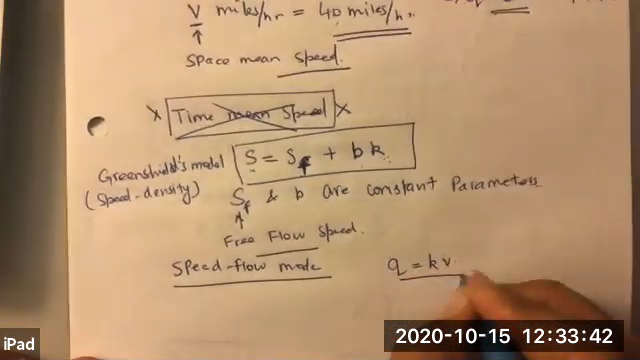 V miles/hr = 40 miles/hr.
Space mean speed.
X Time mean Speed X
Greenshield's model
S = Sf + b k
(Speed-density)
Sf & b are constant Parameters.
Free Flow Speed.
Speed-flow mode
q = kv
iPad
2020-10-15 12:33:42